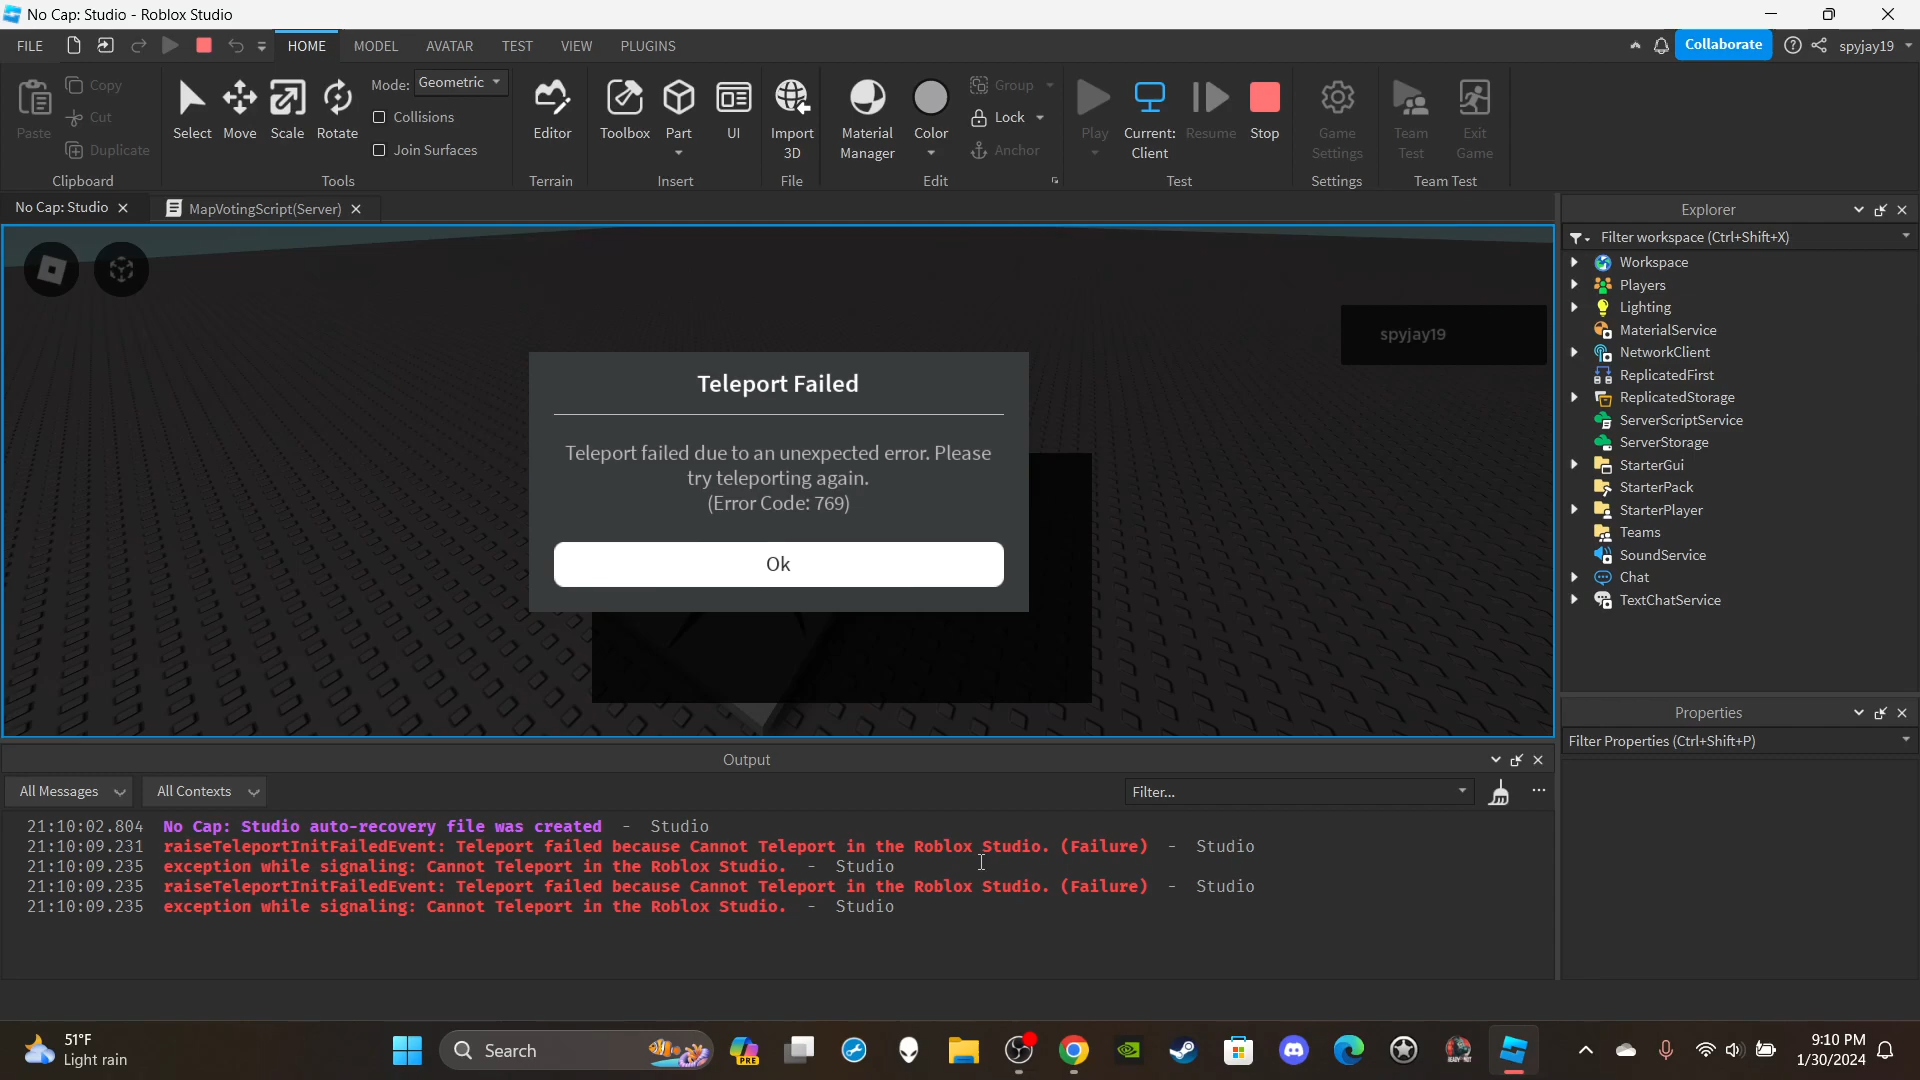 No Cap: Studio - Roblox Studio
FILE HOME MODEL AVATAR TEST VIEW PLUGINS Collaborate spyjay19
Paste Copy Cut Duplicate
Clipboard
Select Move Scale Rotate
Mode: Geometric
Collisions
Join Surfaces
Tools
Editor
Terrain
Toolbox Part UI
Insert
Import 3D
File
Material Manager Color
Group
Lock
Anchor
Edit
Play Current: Client Resume Stop
Test
Game Settings
Settings
Team Test Exit Game
Team Test
No Cap: Studio MapVotingScript(Server)
spyjay19
Teleport Failed
Teleport failed due to an unexpected error. Please
try teleporting again.
(Error Code: 769)
Ok
Explorer
Filter workspace (Ctrl+Shift+X)
Workspace
Players
Lighting
MaterialService
NetworkClient
ReplicatedFirst
ReplicatedStorage
ServerScriptService
ServerStorage
StarterGui
StarterPack
StarterPlayer
Teams
SoundService
Chat
TextChatService
Properties
Filter Properties (Ctrl+Shift+P)
Output
All Messages All Contexts Filter...
21:10:02.804 No Cap: Studio auto-recovery file was created - Studio
21:10:09.231 raiseTeleportInitFailedEvent: Teleport failed because Cannot Teleport in the Roblox Studio. (Failure) - Studio
21:10:09.235 exception while signaling: Cannot Teleport in the Roblox Studio. - Studio
21:10:09.235 raiseTeleportInitFailedEvent: Teleport failed because Cannot Teleport in the Roblox Studio. (Failure) - Studio
21:10:09.235 exception while signaling: Cannot Teleport in the Roblox Studio. - Studio
51°F
Light rain
Search
PRE
9:10 PM
1/30/2024